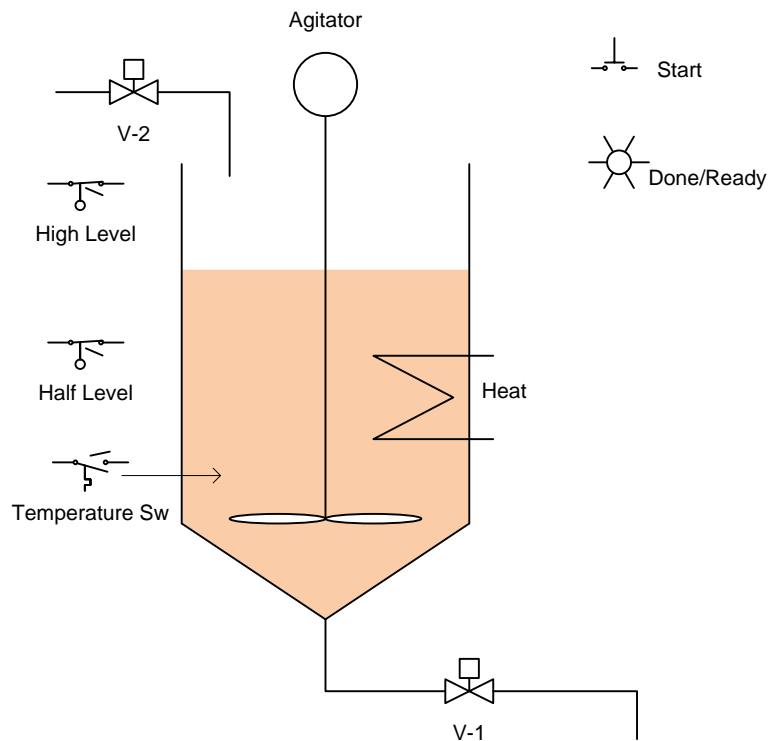 Agitator
Start
V-2
Done/Ready
High Level
Half Level
Heat
Temperature Sw
V-1